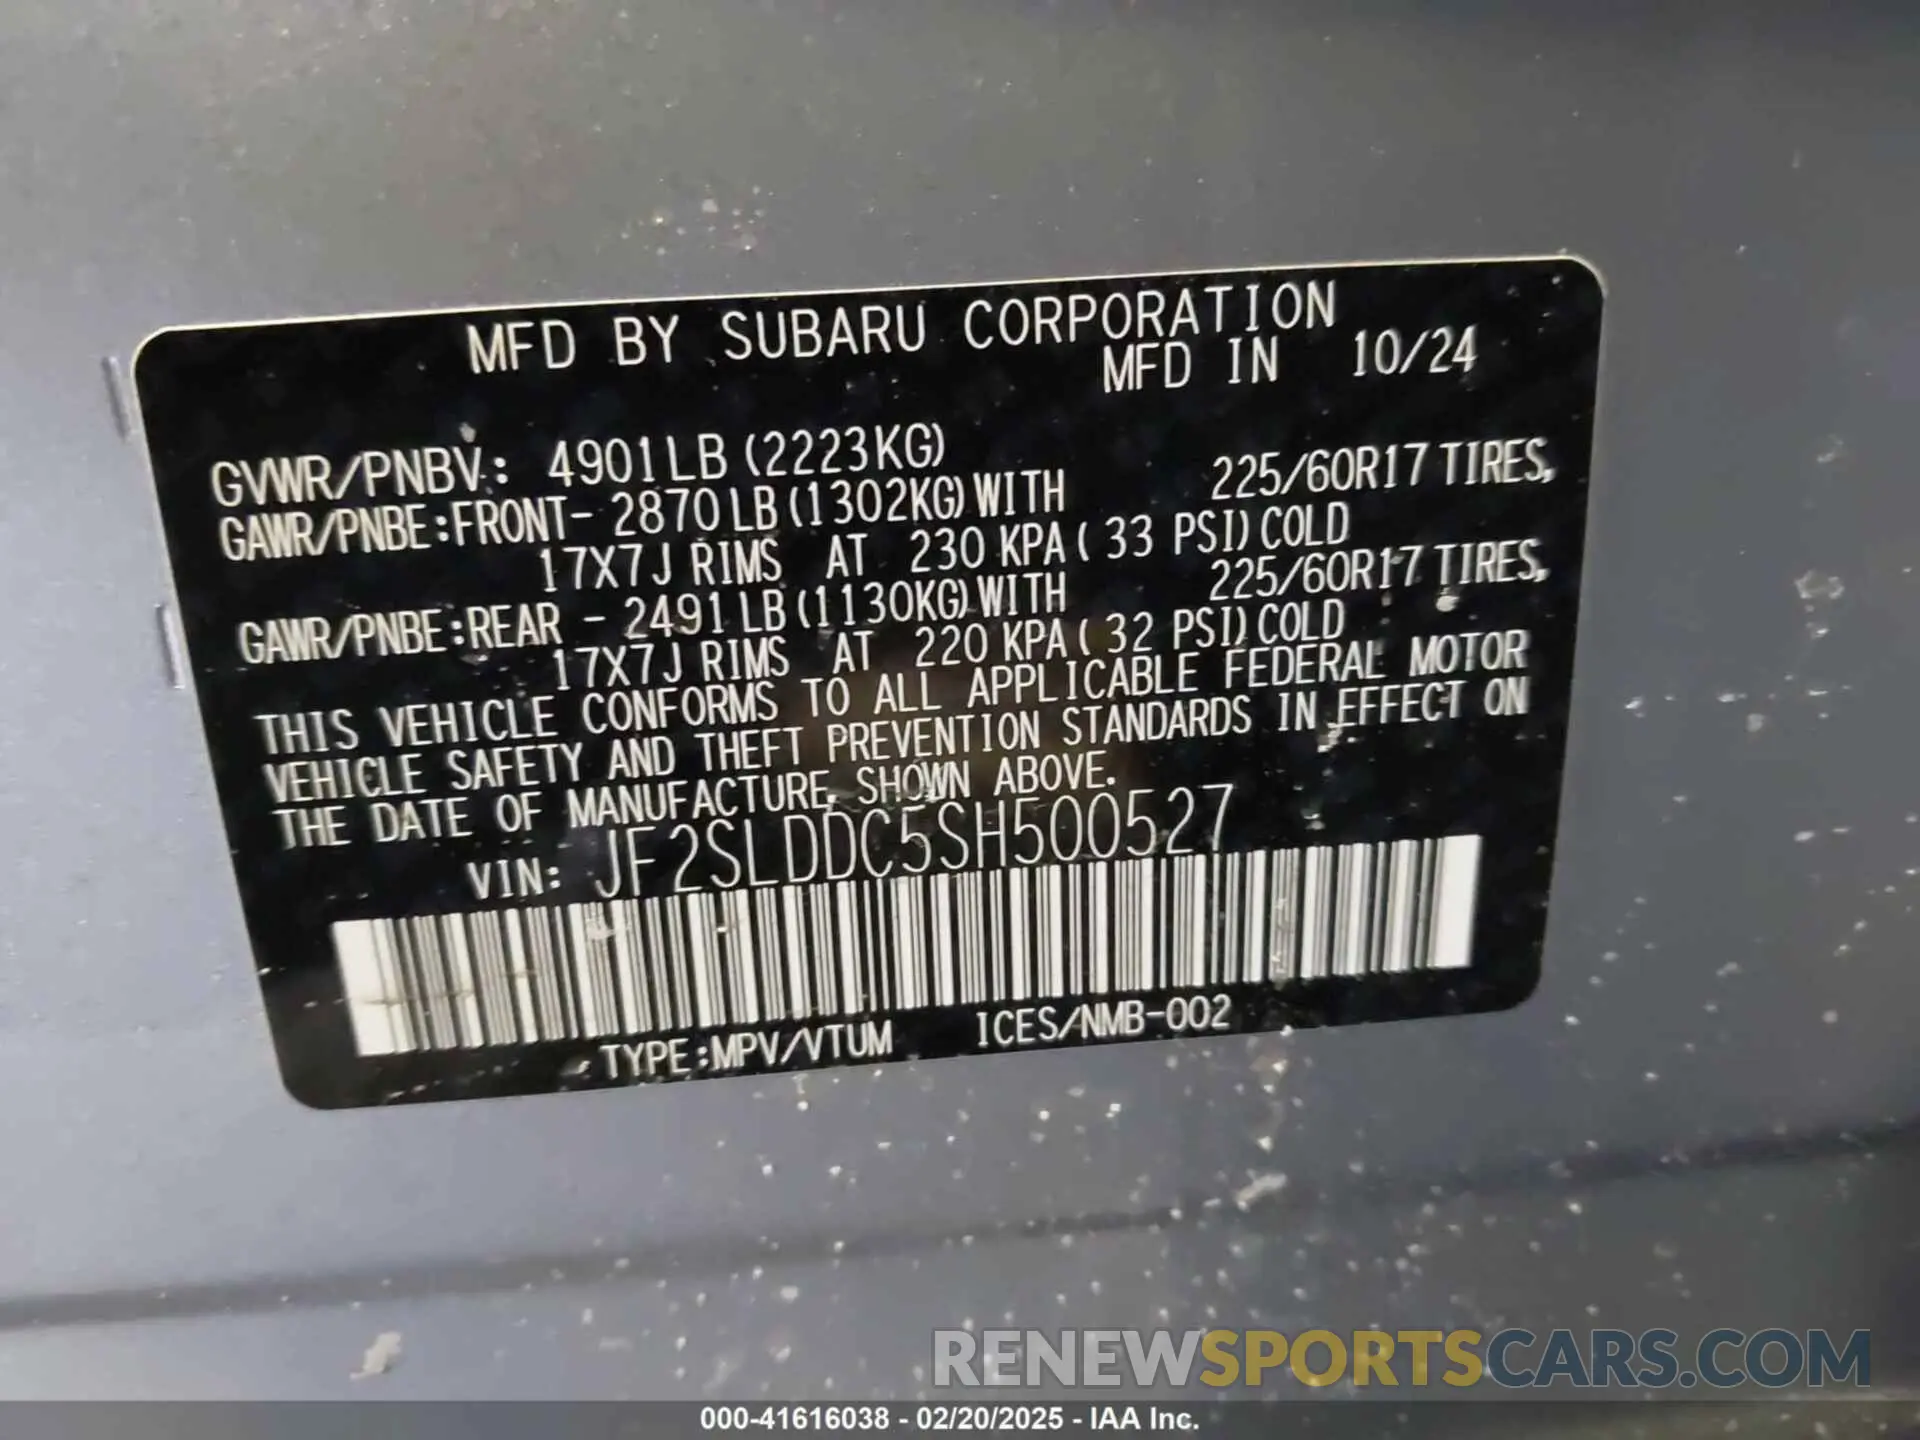 MFD BY SUBARU CORPORATION
MFD IN 10/24
GVWR/PNBV: 4901LB (2223KG)
GAWR/PNBE:FRONT- 2870LB (1302KG) WITH 225/60R17 TIRES,
17X7J RIMS AT 230 KPA ( 33 PSI) COLD
GAWR/PNBE:REAR - 2491LB (1130KG) WITH 225/60R17 TIRES,
17X7J RIMS AT 220 KPA ( 32 PSI) COLD
THIS VEHICLE CONFORMS TO ALL APPLICABLE FEDERAL MOTOR
VEHICLE SAFETY AND THEFT PREVENTION STANDARDS IN EFFECT ON
THE DATE OF MANUFACTURE SHOWN ABOVE.
VIN: JF2SLDDC5SH500527
TYPE:MPV/VTUM ICES/NMB-002
RENEWSPORTSCARS.COM
000-41616038 - 02/20/2025 - IAA Inc.